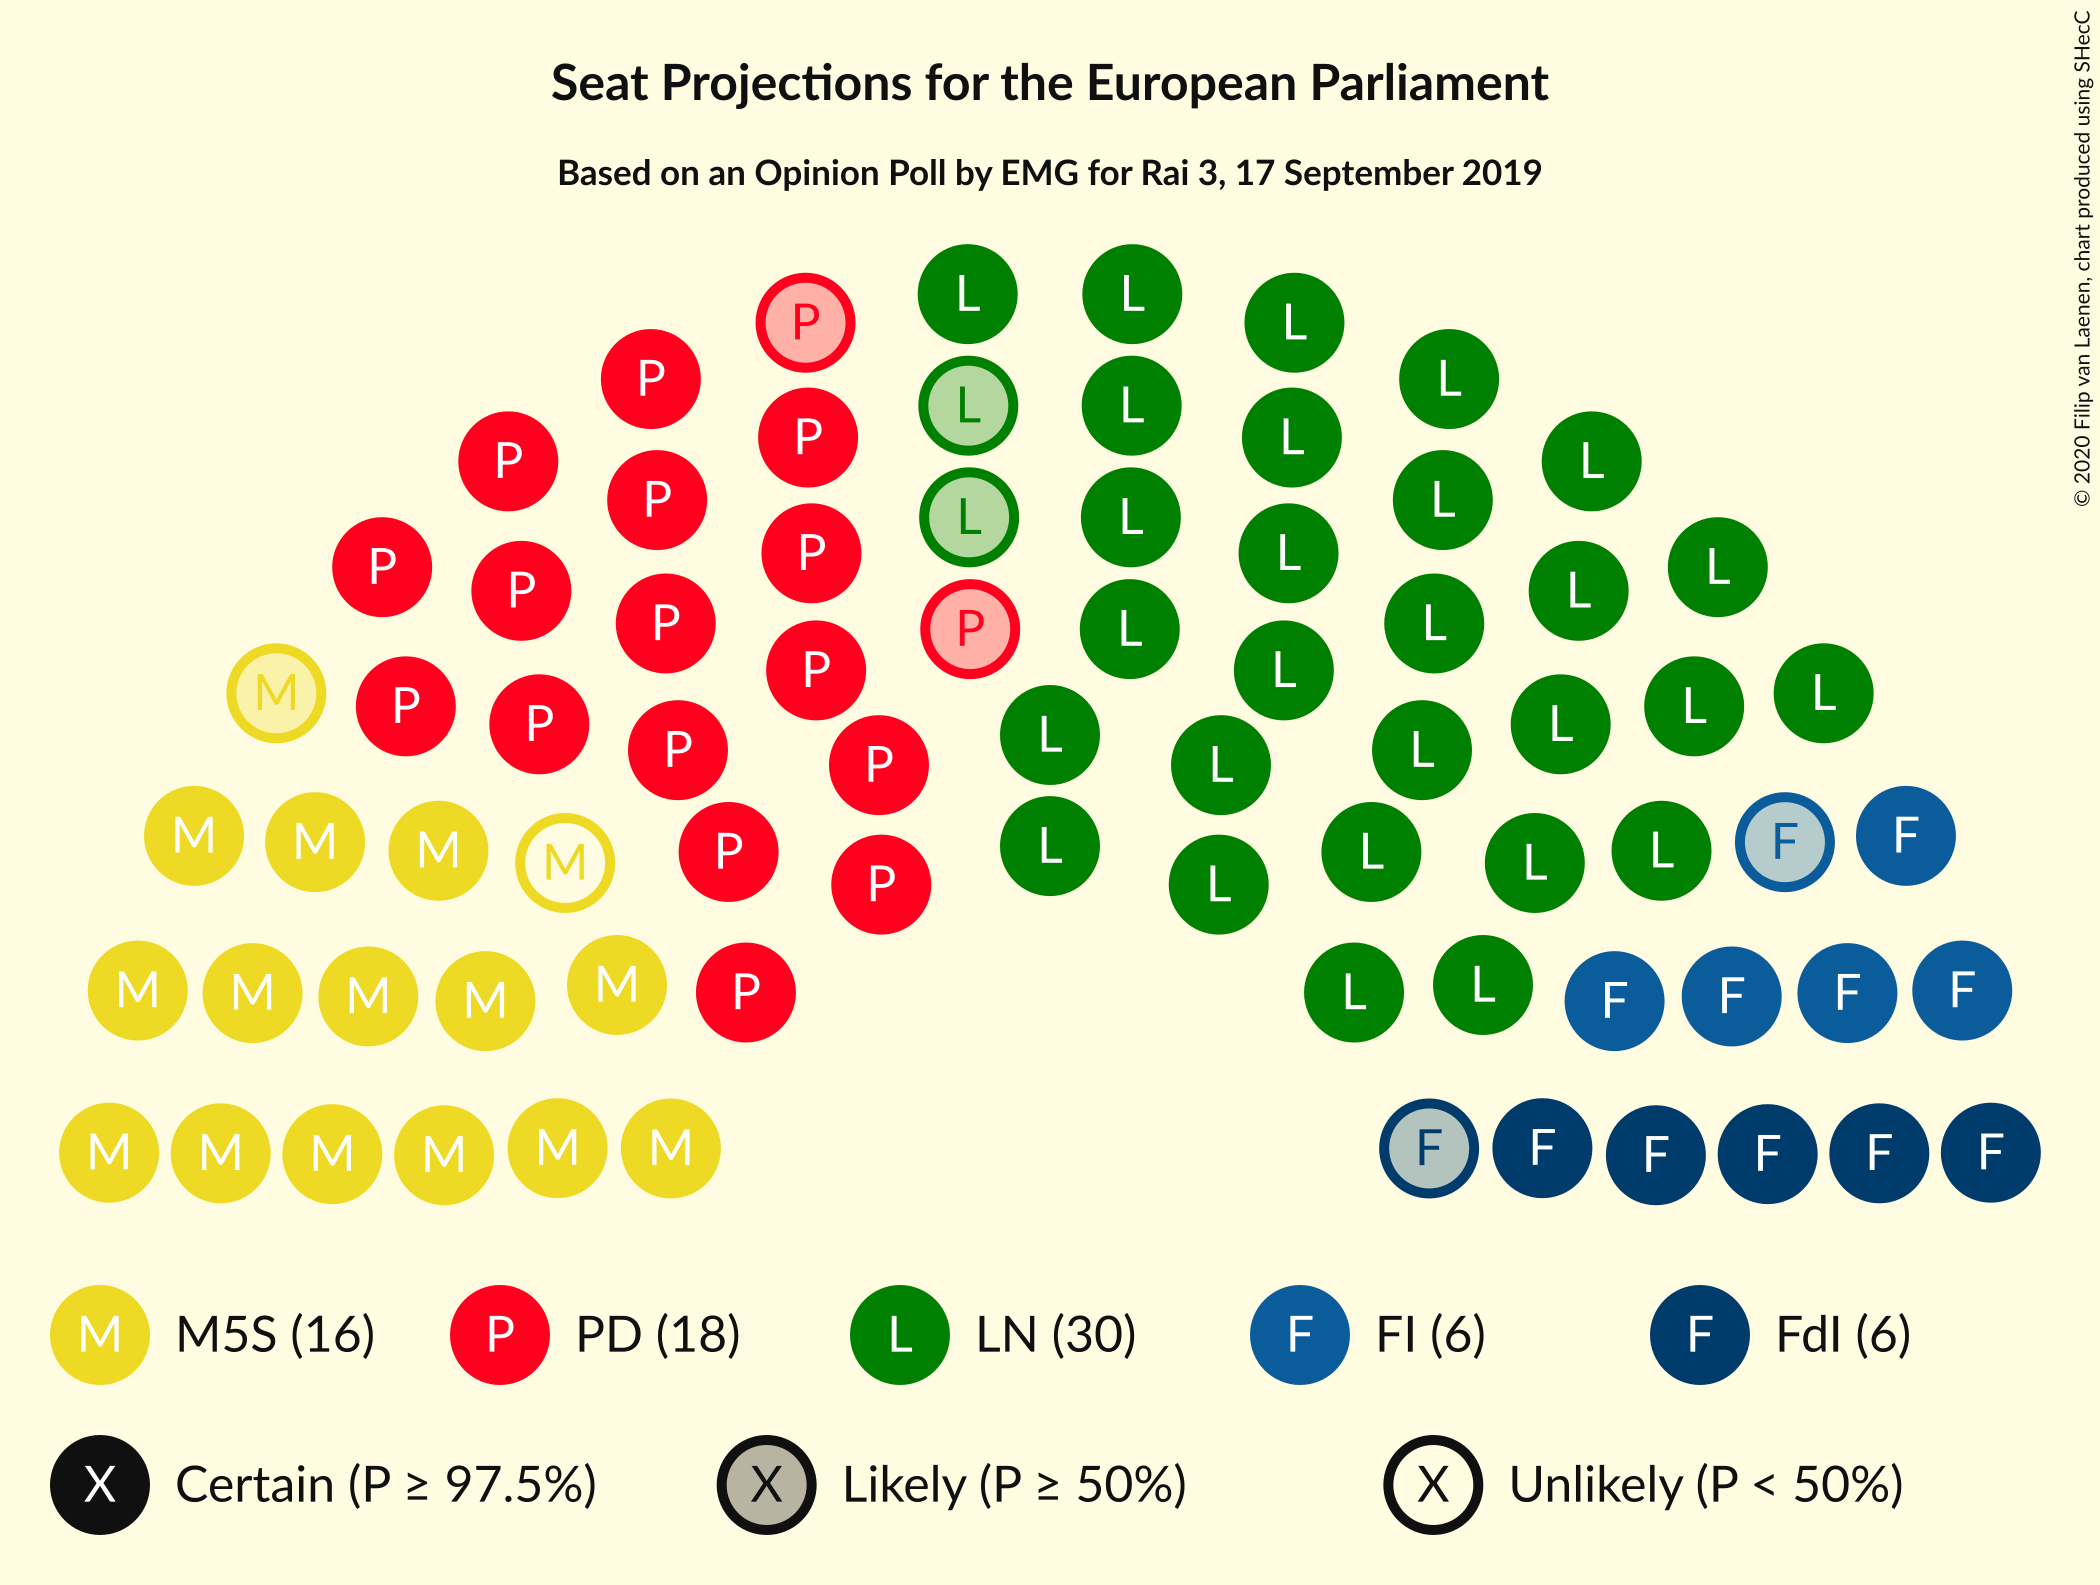 Seat Projections for the European Parliament
Based on an Opinion Poll by EMG for Rai 3, 17 September 2019
© 2020 Filip van Laenen, chart produced using SHecC
L L
P L
P L
L L
P L
P L
P L
P L
L L
P L
P L
P L
P L
P L
P L
M L
P L
P L
L
P L
P L
M F
M F
M L
P L
M L
P L
M L
M L
M F
M F
M F
M F
P L
M M M M M M F F F F F F
M M5S (16) P PD (18) L LN (30) F FI (6) F FdI (6)
X Certain (P ≥ 97.5%) X Likely (P ≥ 50%) X Unlikely (P < 50%)